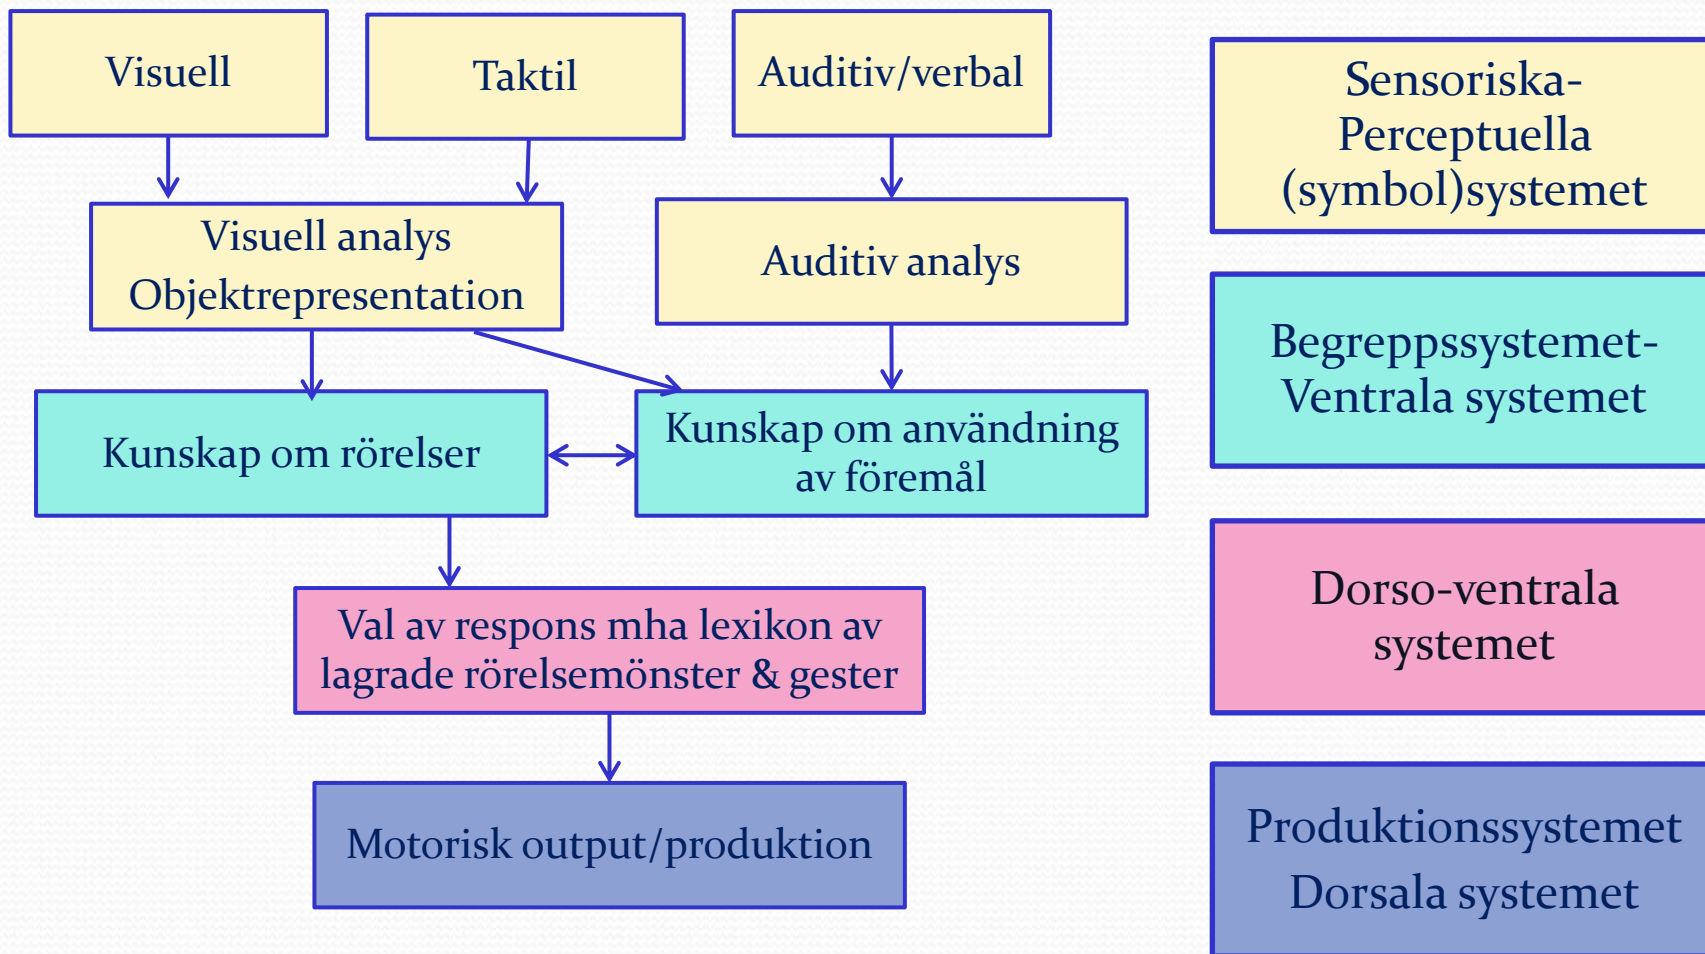 Visuell
Taktil
Auditiv/verbal
Visuell analys
Objektrepresentation
Auditiv analys
Kunskap om rörelser
Kunskap om användning
av föremål
Val av respons mha lexikon av
lagrade rörelsemönster & gester
Motorisk output/produktion
Sensoriska-
Perceptuella
(symbol)systemet
Begreppssystemet-
Ventrala systemet
Dorso-ventrala
systemet
Produktionssystemet
Dorsala systemet